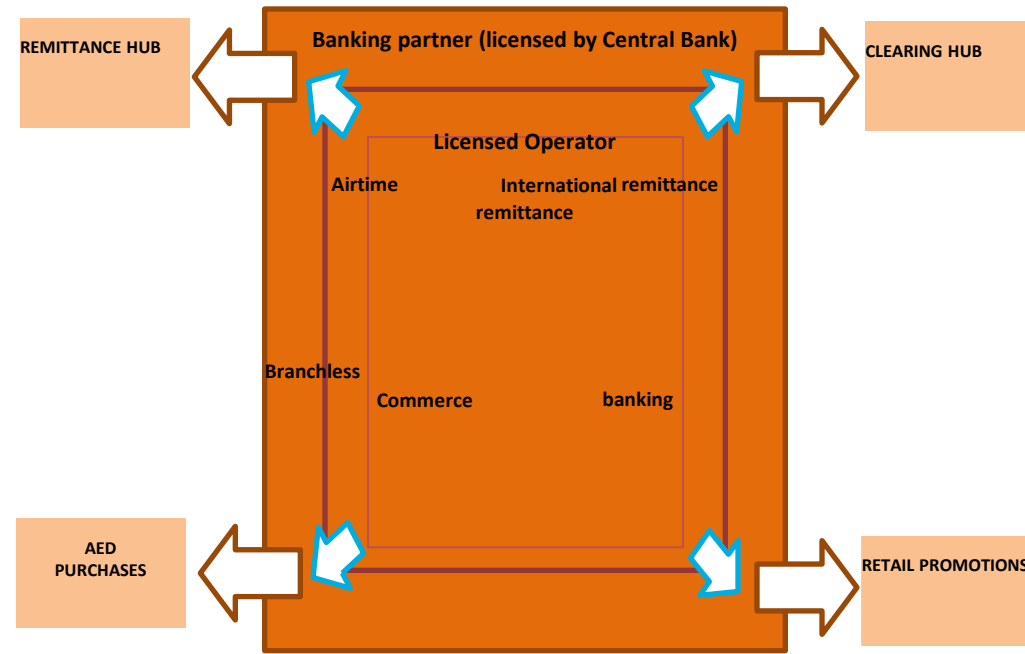 REMITTANCE HUB
Banking partner (licensed by Central Bank)
CLEARING HUB
Licensed Operator
Airtime
International remittance
remittance
Branchless
Commerce
banking
AED
PURCHASES
RETAIL PROMOTIONS